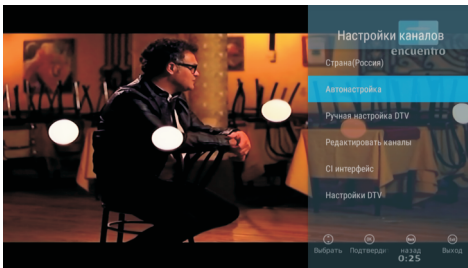 Настройки каналов
encuentro
Страна(Россия)
Автонастройка
Ручная настройка DTV
Редактировать каналы
CI интерфейс
Настройки DTV
Выбрать Подтверди назад Выход
0:25